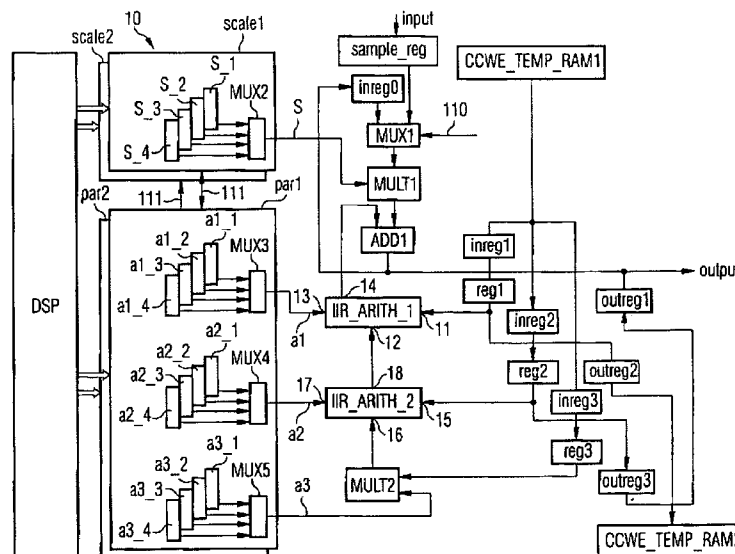 input
10
scale1
scale2
sample_reg
CCWE_TEMP_RAM1
S_1
S_2
S_3
S_4
MUX2
S
inreg0
MUX1
110
MULT1
111
111
par1
par2
ADD1
inreg1
output
a1_1
a1_2
a1_3
a1_4
MUX3
reg1
outreg1
DSP
13
14
IIR_ARITH_1
11
a1
12
inreg2
a2_1
a2_2
a2_3
a2_4
MUX4
reg2
outreg2
17
18
IIR_ARITH_2
15
a2
16
inreg3
reg3
a3_1
a3_2
a3_3
a3_4
MUX5
a3
MULT2
outreg3
CCWE_TEMP_RAM